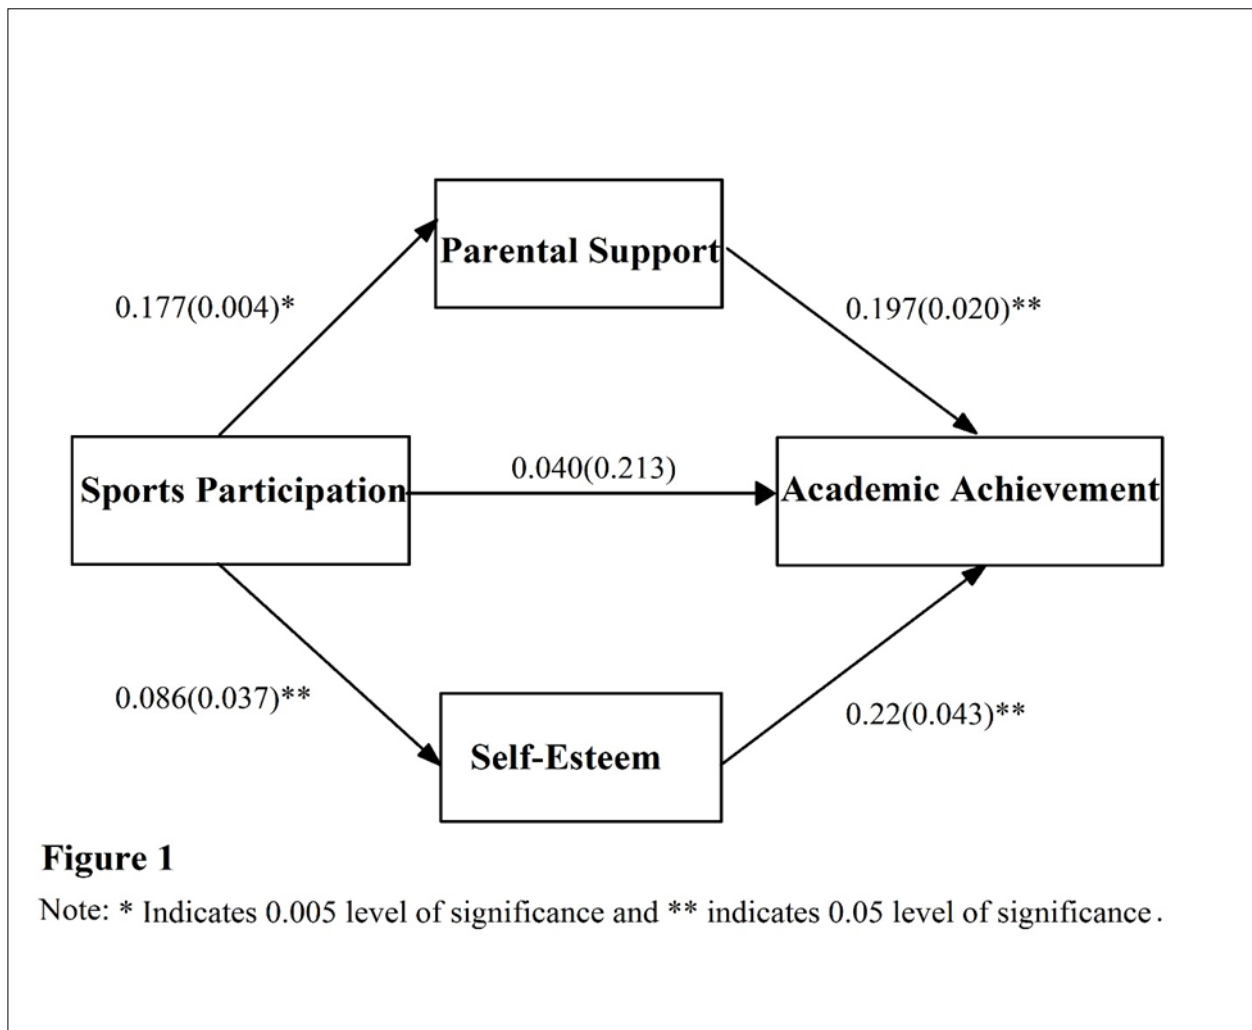 Parental Support
0.177(0.004)*
0.197(0.020)**
0.040(0.213)
Sports Participation
Academic Achievement
0.086(0.037)**
0.22(0.043)**
Self-Esteem
Figure 1
Note: * Indicates 0.005 level of significance and ** indicates 0.05 level of significance.